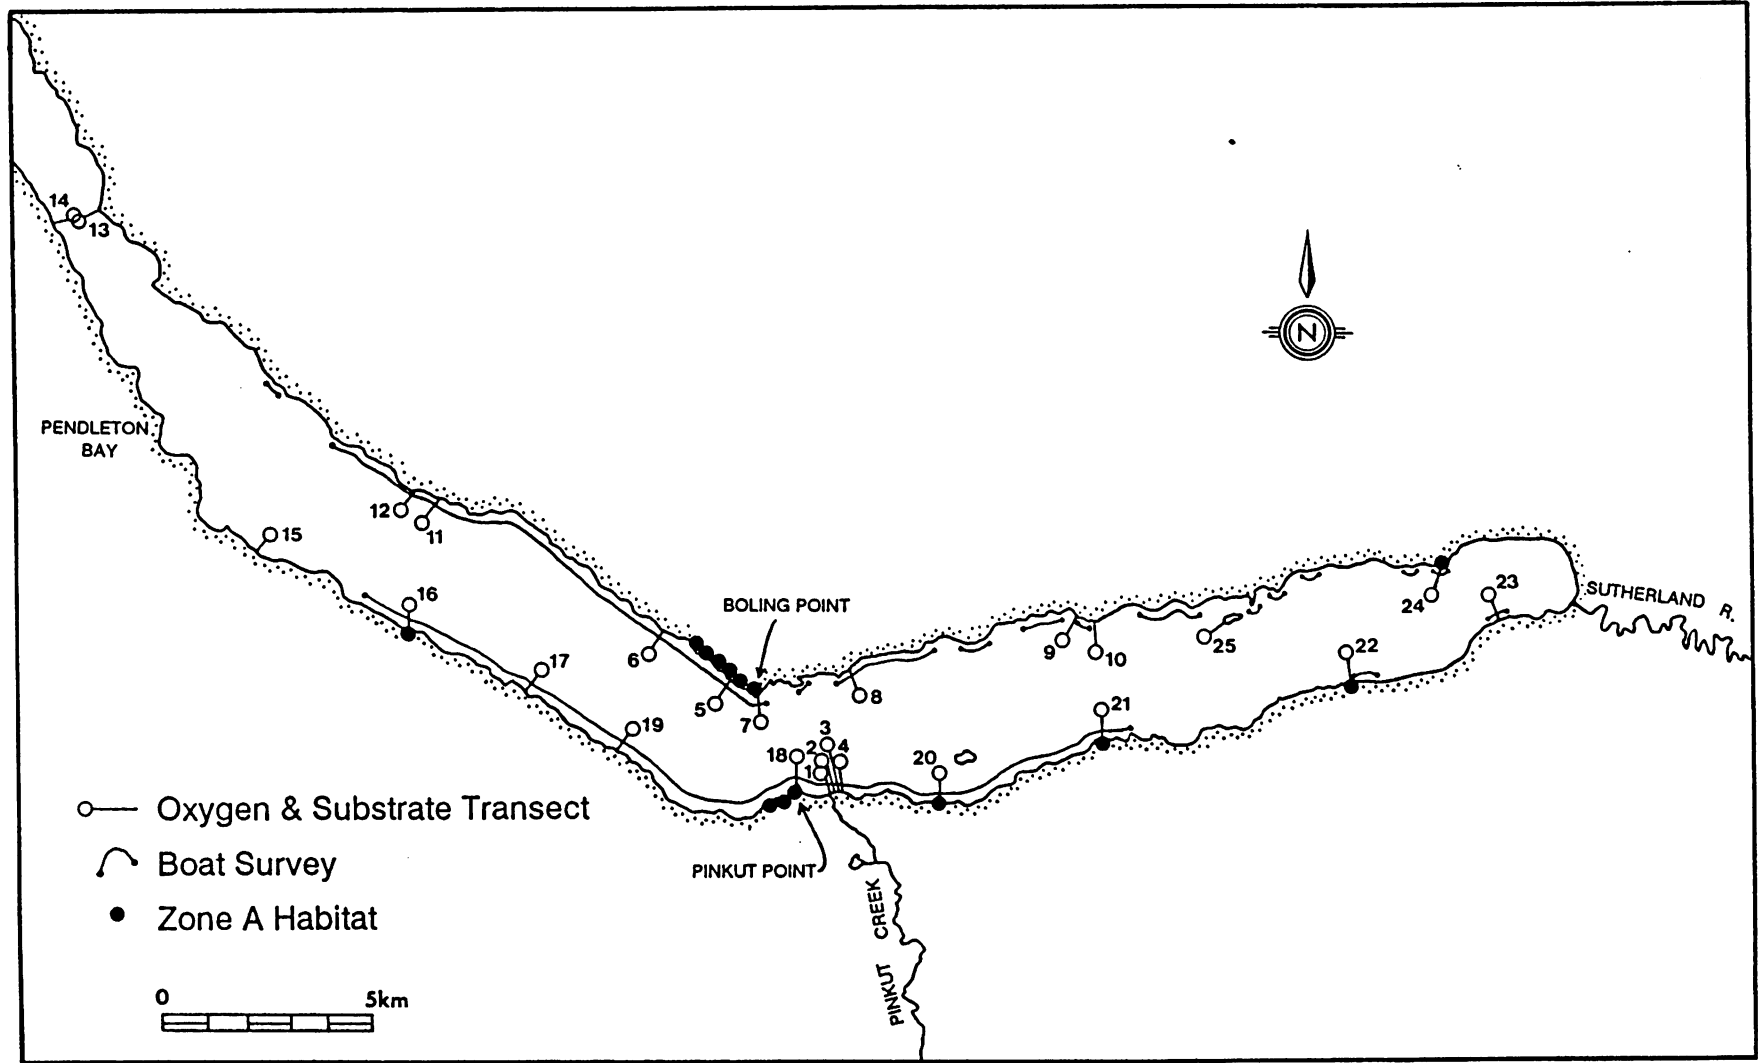 14
13
N
PENDLETON
BAY
12
11
15
16
BOLING POINT
23
SUTHERLAND R.
24
6
17
9
10
25
22
5
7
8
21
19
3
18
2
4
1
20
Oxygen & Substrate Transect
Boat Survey
PINKUT POINT
Zone A Habitat
PINKUT CREEK
0 5km